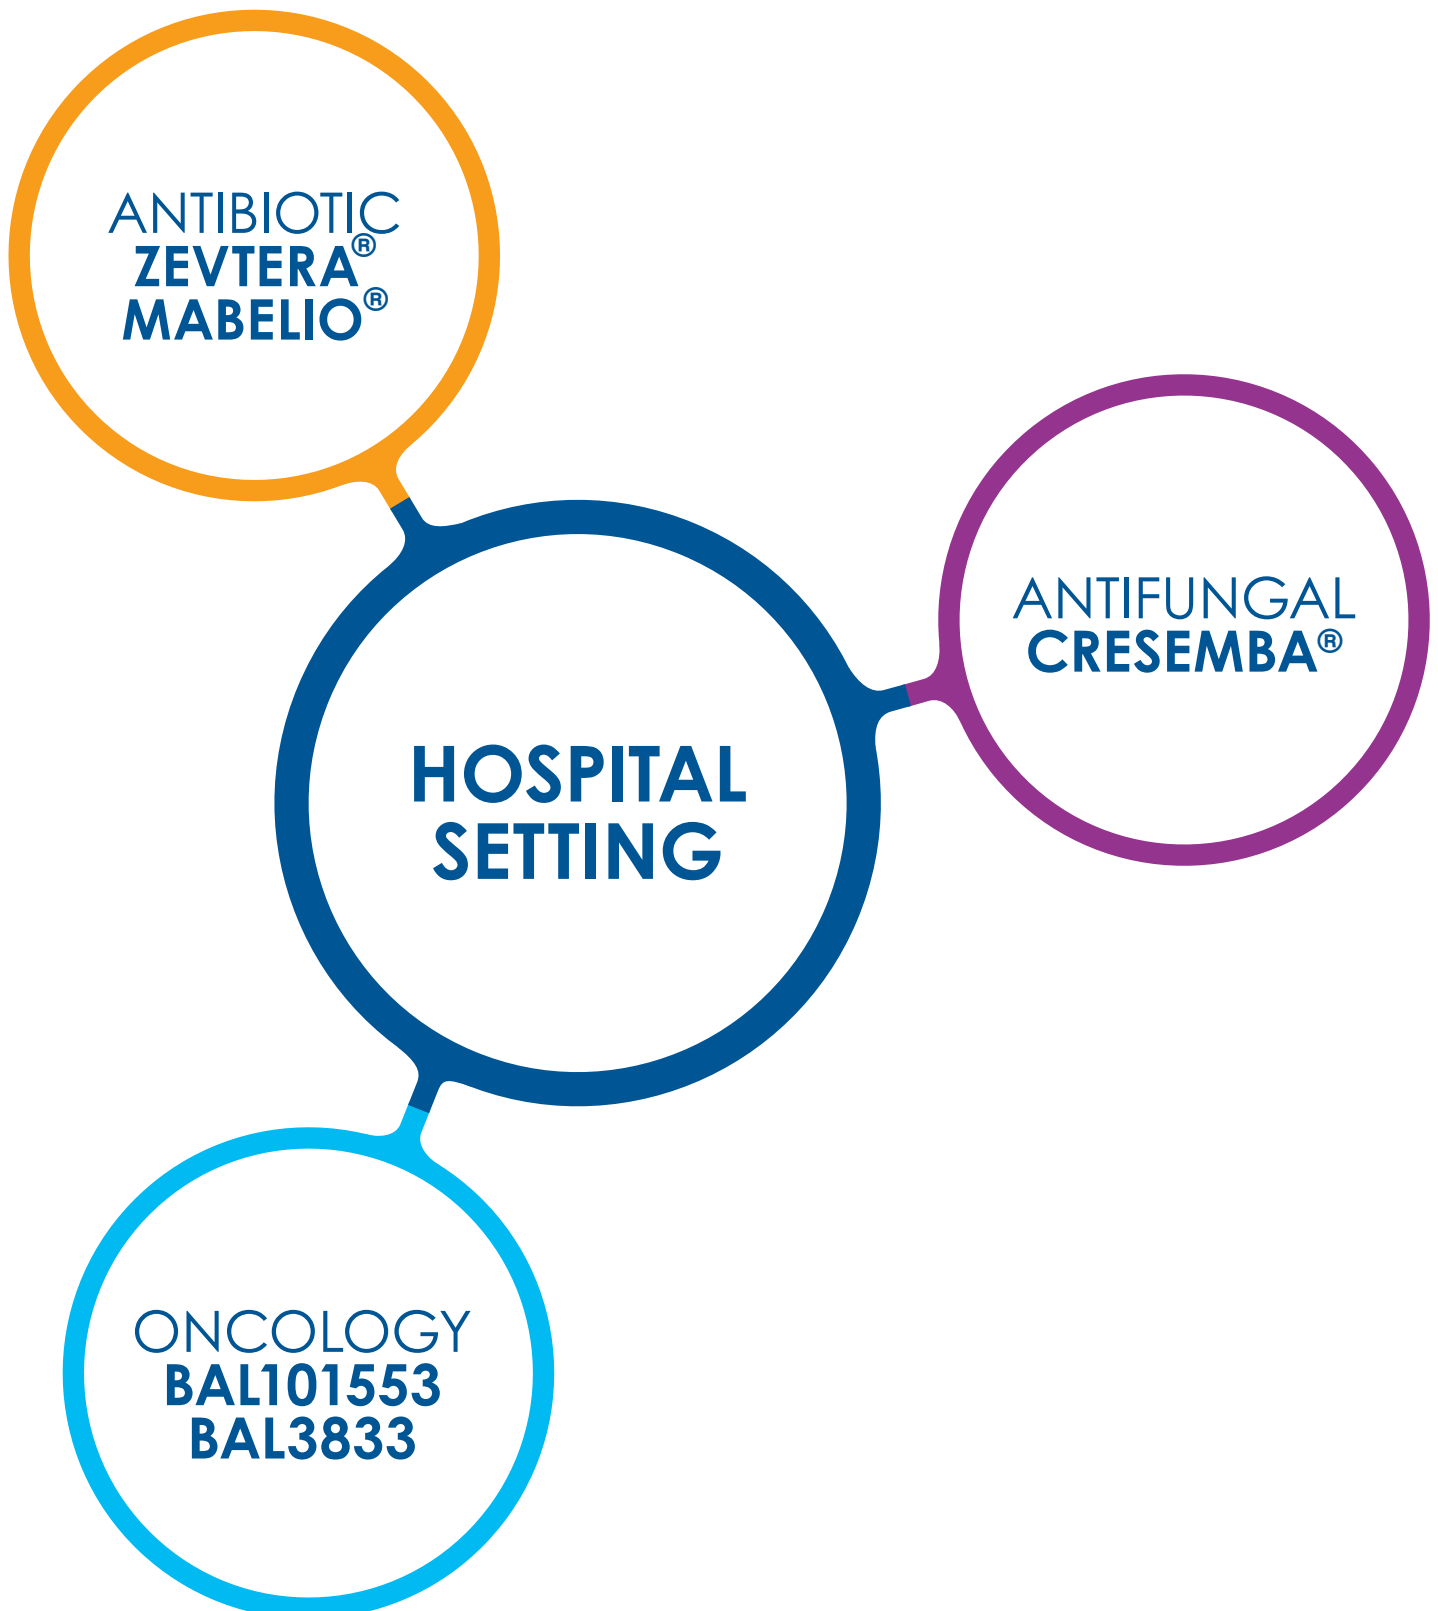 ANTIBIOTIC
ZEVTERA®
MABELIO®
ANTIFUNGAL
CRESEMBA®
HOSPITAL
SETTING
ONCOLOGY
BAL101553
BAL3833